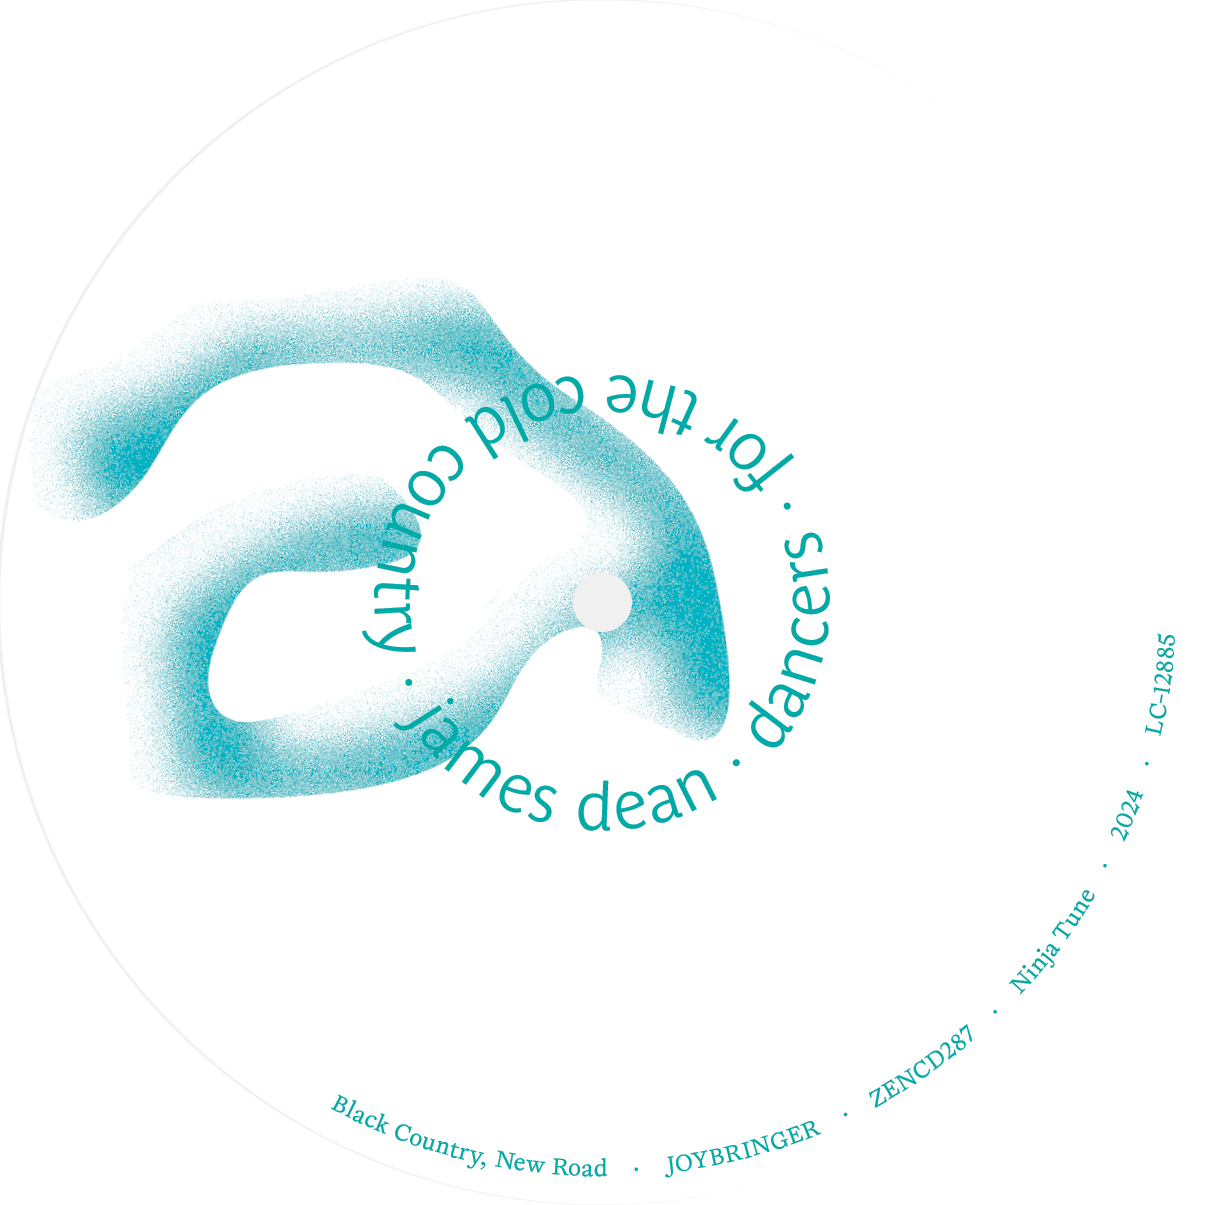 for the cold country · james dean · dancers ·
Black Country, New Road · JOYBRINGER · ZENCD287 · Ninja Tune · 2024 · LC–12885